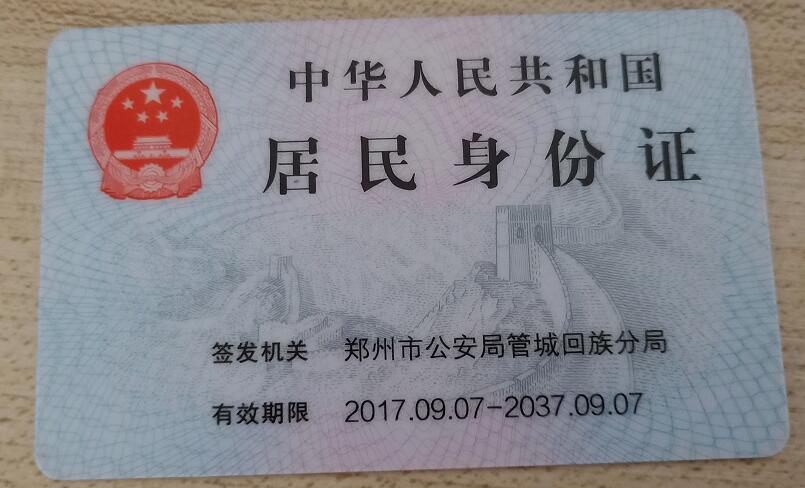 中华人民共和国
居民身份证
签发机关 郑州市公安局管城回族分局
有效期限 2017.09.07-2037.09.07